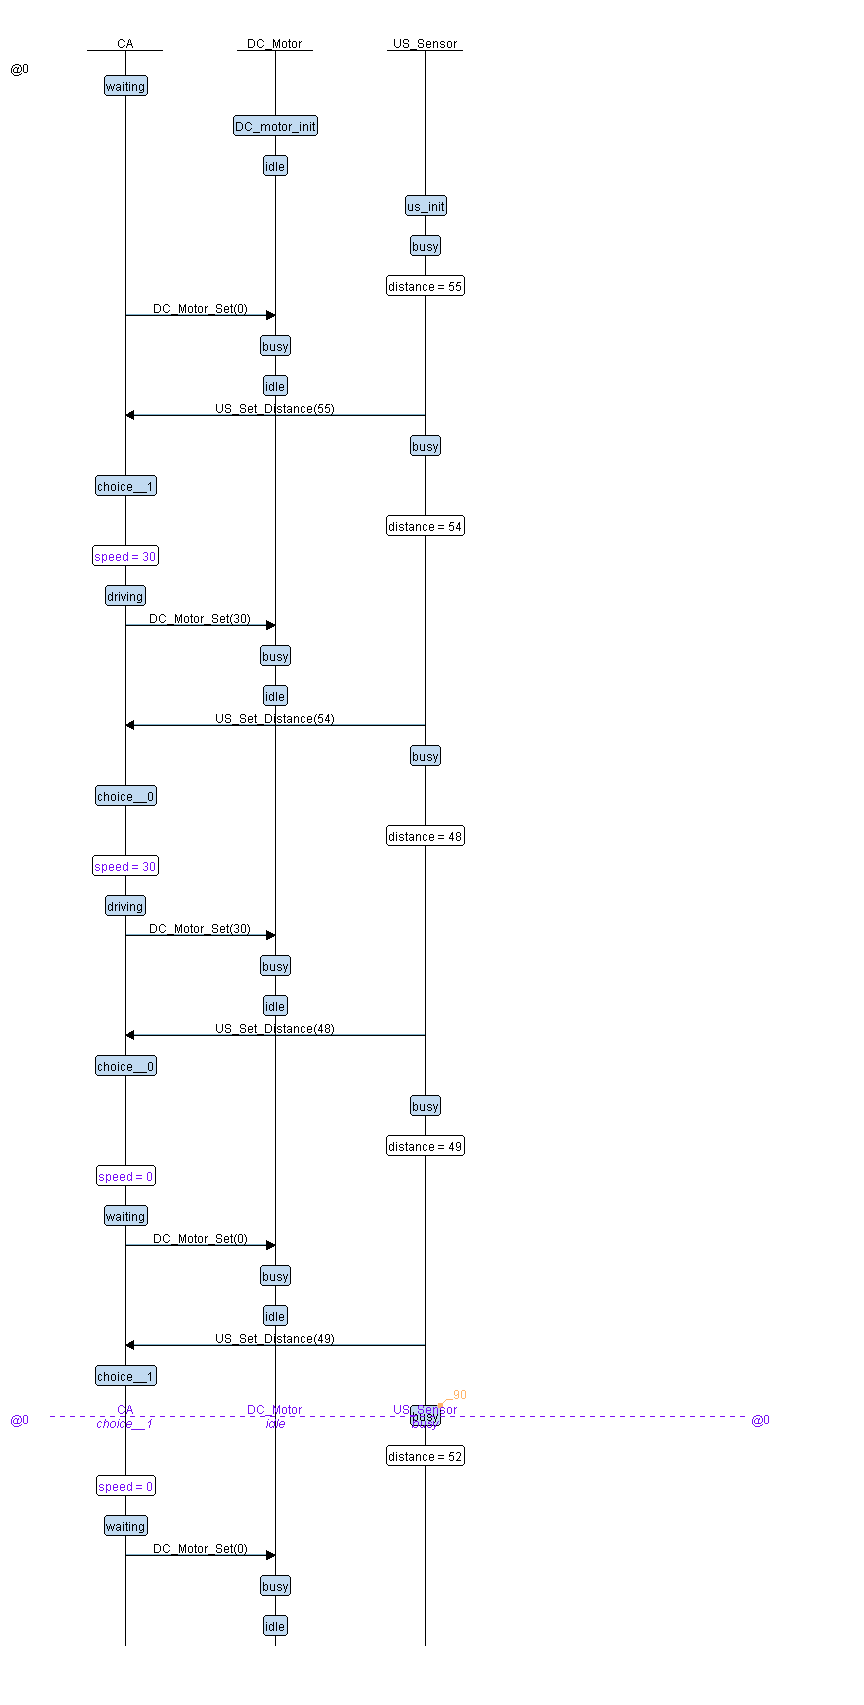 CA
DC_Motor
US_Sensor
@0
waiting
DC_motor_init
idle
us_init
busy
distance = 55
DC_Motor_Set(0)
busy
idle
US_Set_Distance(55)
busy
choice__1
distance = 54
speed = 30
driving
DC_Motor_Set(30)
busy
idle
US_Set_Distance(54)
busy
choice__0
distance = 48
speed = 30
driving
DC_Motor_Set(30)
busy
idle
US_Set_Distance(48)
choice__0
busy
distance = 49
speed = 0
waiting
DC_Motor_Set(0)
busy
idle
US_Set_Distance(49)
choice__1
_90
CA
DC_Motor
US_Sensor
busy
@0
choice__1
idle
busy
@0
distance = 52
speed = 0
waiting
DC_Motor_Set(0)
busy
idle